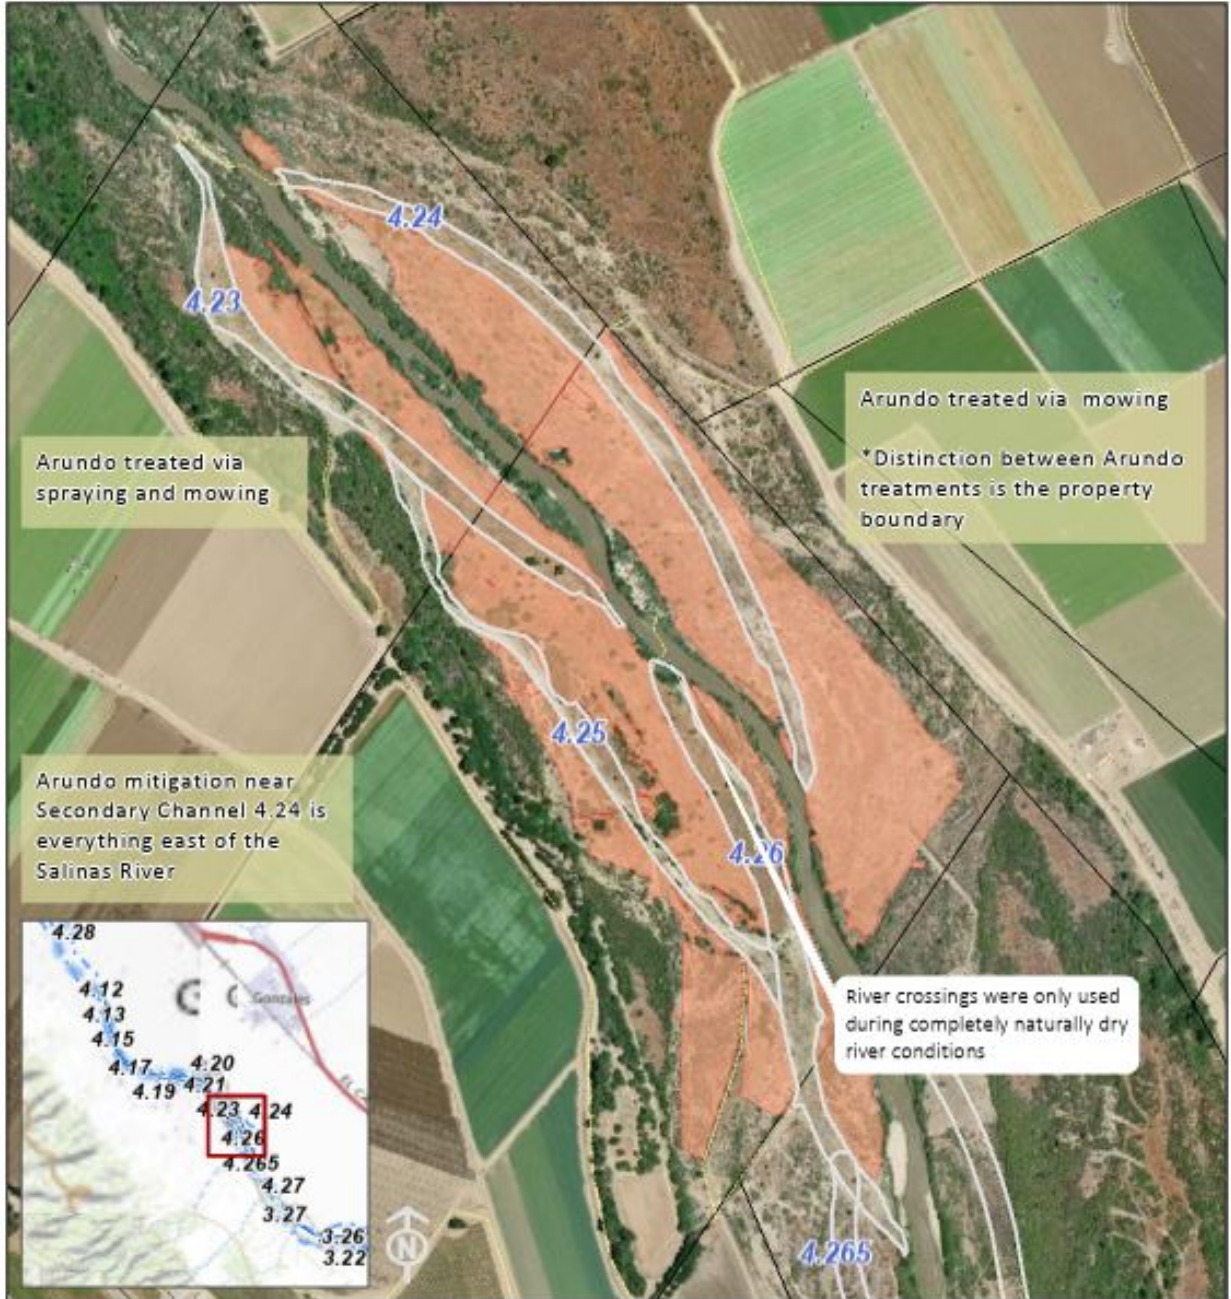 4.24
4.23
Arundo treated via mowing
*Distinction between Arundo
treatments is the property
boundary
Arundo treated via
spraying and mowing
4.25
Arundo mitigation near
Secondary Channel 4.24 is
everything east of the
Salinas River
4.26
River crossings were only used
during completely naturally dry
river conditions
4.265
4.28
4.12
4.13
4.15
4.17
4.19
4.20
4.21
4.23
4.24
4.26
4.265
4.27
3.27
3.26
3.22
Gonzales
N